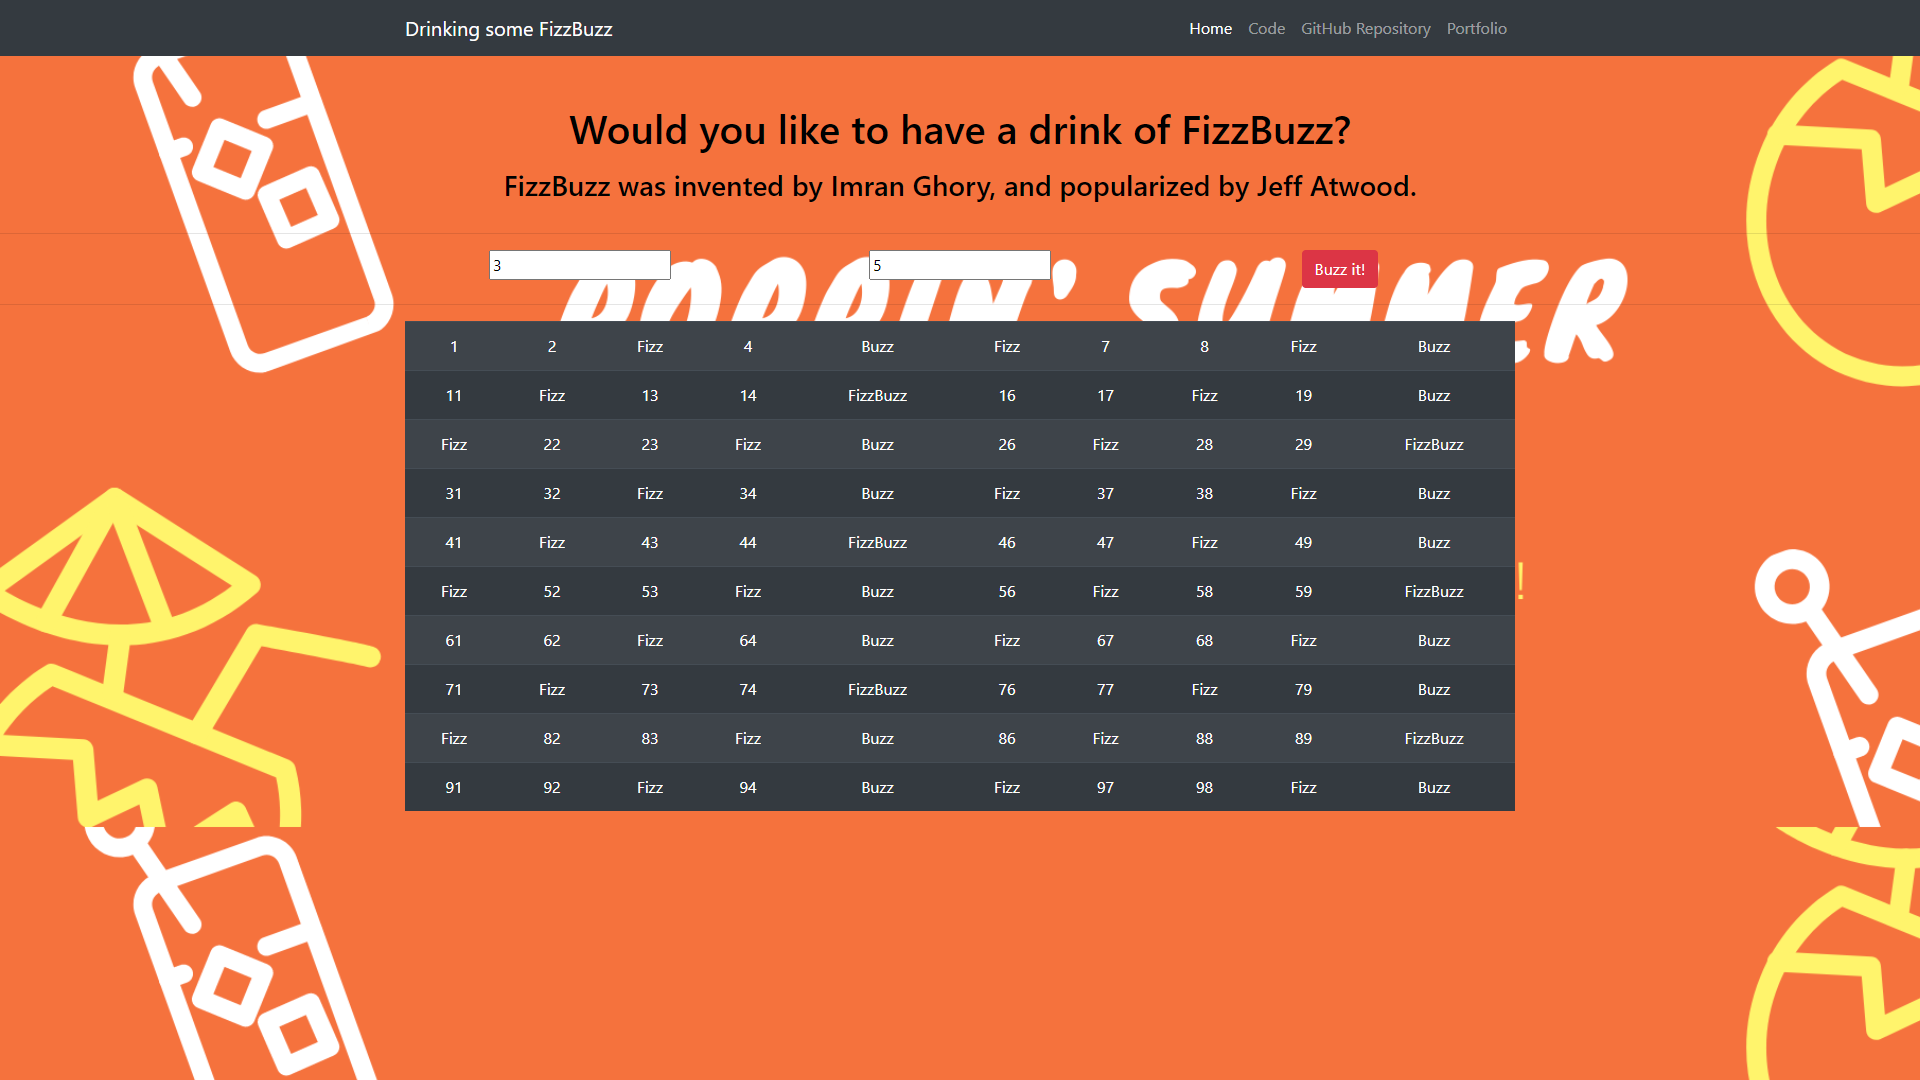 Drinking some FizzBuzz Home Code GitHub Repository Portfolio
Would you like to have a drink of FizzBuzz?
FizzBuzz was invented by Imran Ghory, and popularized by Jeff Atwood.
3 5 Buzz it!
POPPIN' SUMMER
1 2 Fizz 4 Buzz Fizz 7 8 Fizz Buzz
11 Fizz 13 14 FizzBuzz 16 17 Fizz 19 Buzz
Fizz 22 23 Fizz Buzz 26 Fizz 28 29 FizzBuzz
31 32 Fizz 34 Buzz Fizz 37 38 Fizz Buzz
41 Fizz 43 44 FizzBuzz 46 47 Fizz 49 Buzz
Fizz 52 53 Fizz Buzz 56 Fizz 58 59 FizzBuzz
!
61 62 Fizz 64 Buzz Fizz 67 68 Fizz Buzz
71 Fizz 73 74 FizzBuzz 76 77 Fizz 79 Buzz
Fizz 82 83 Fizz Buzz 86 Fizz 88 89 FizzBuzz
91 92 Fizz 94 Buzz Fizz 97 98 Fizz Buzz